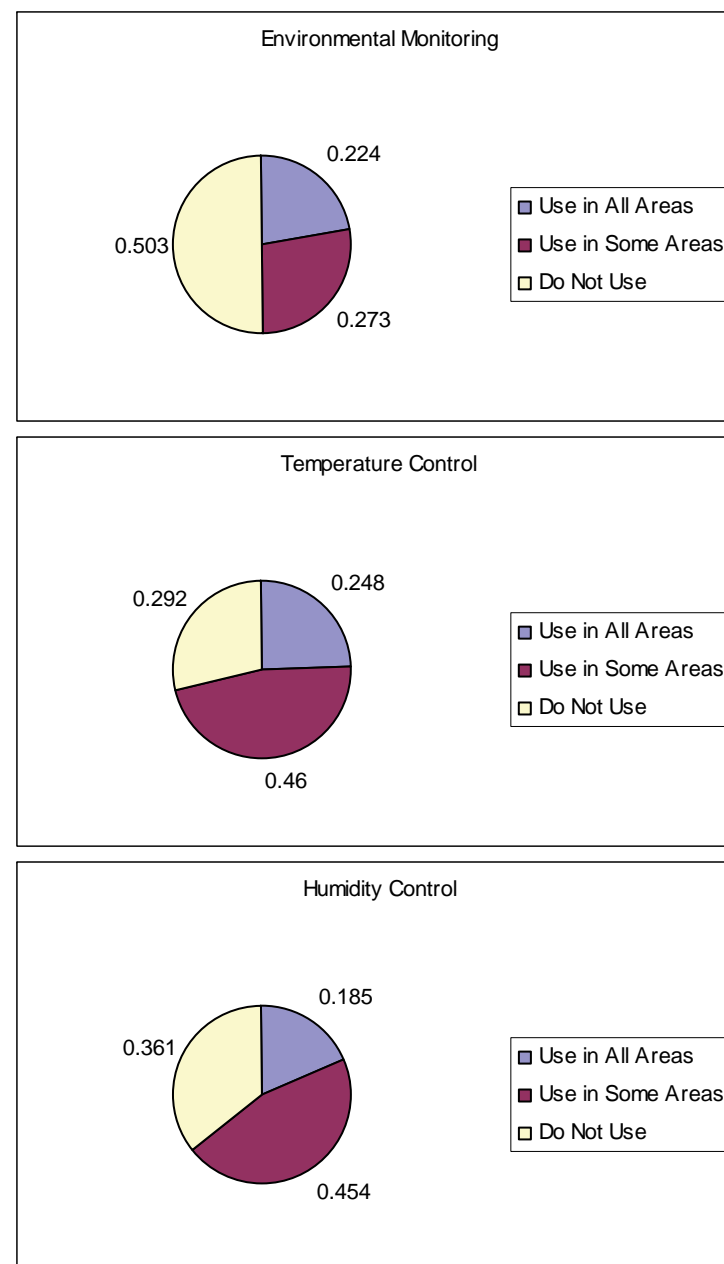 Environmental Monitoring
0.224
0.503
0.273
Use in All Areas
Use in Some Areas
Do Not Use
Temperature Control
0.248
0.292
0.46
Use in All Areas
Use in Some Areas
Do Not Use
Humidity Control
0.185
0.361
0.454
Use in All Areas
Use in Some Areas
Do Not Use